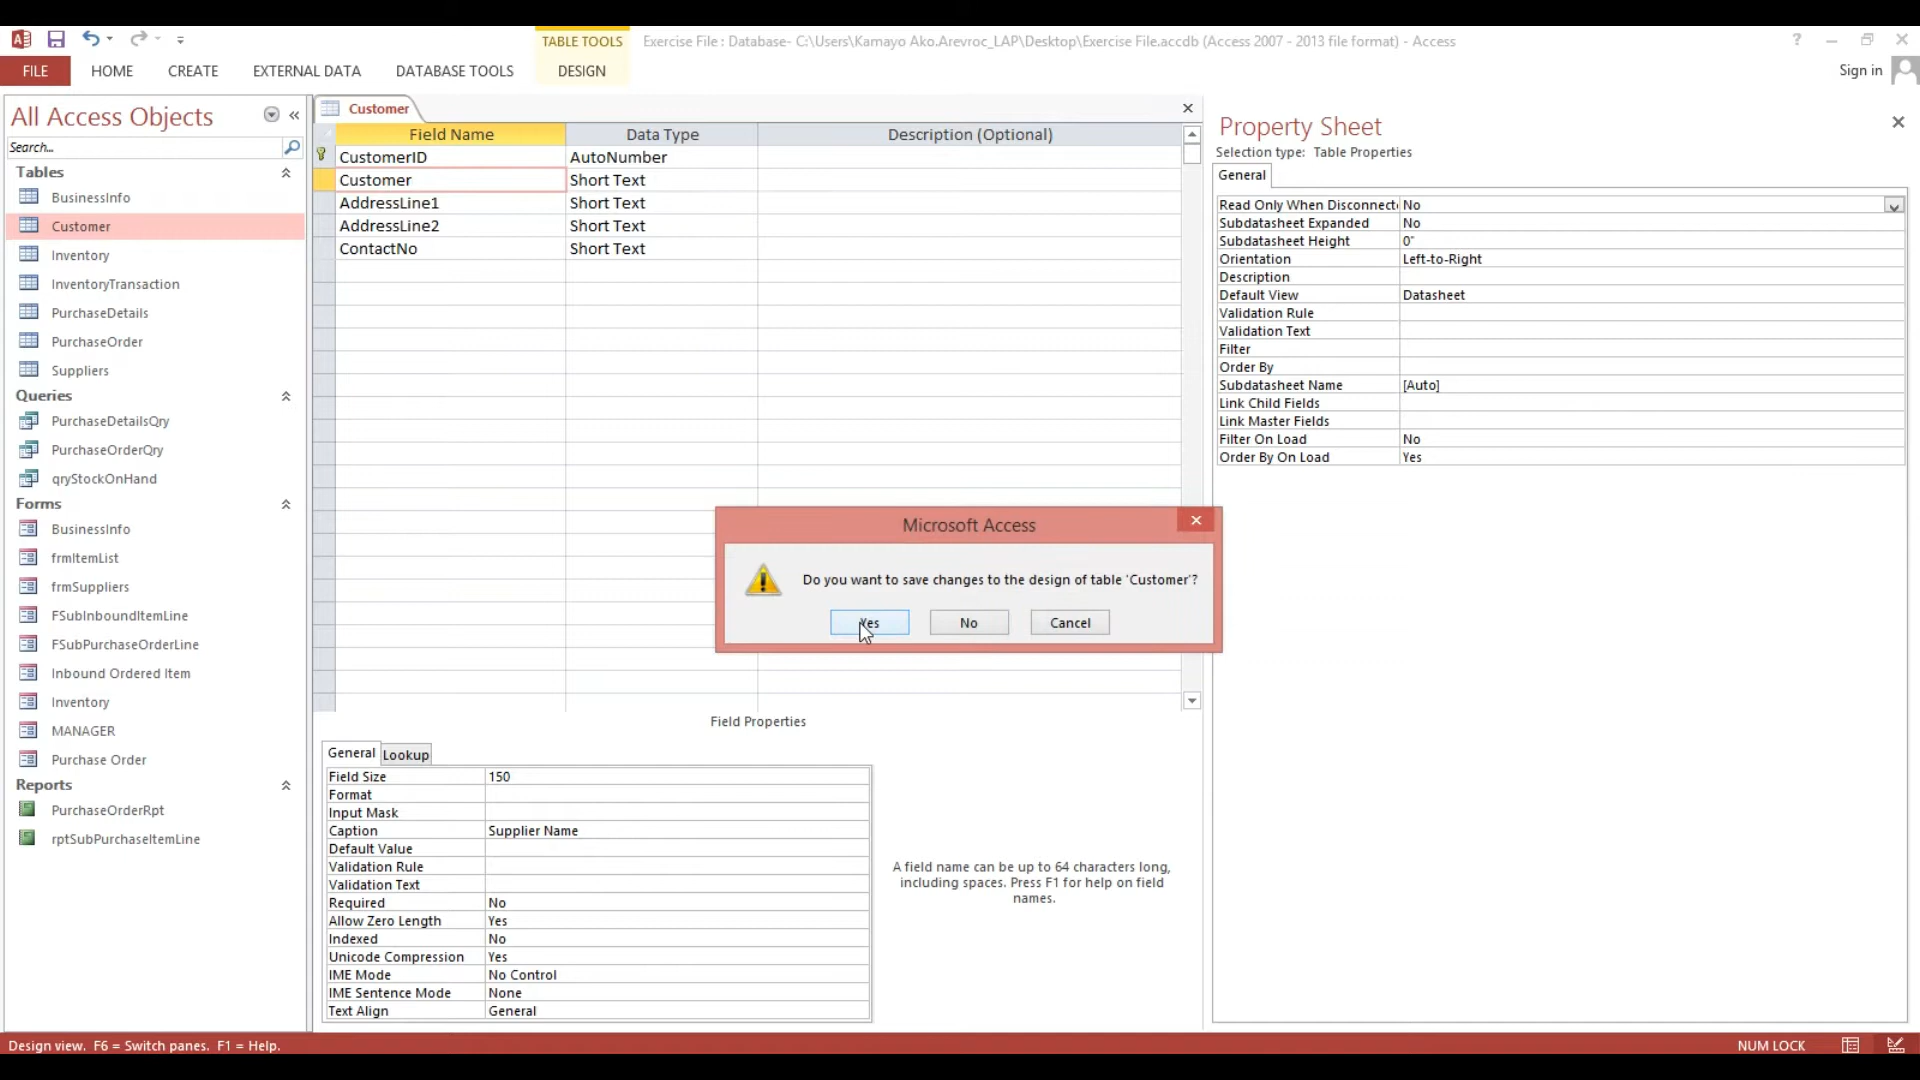 TABLE TOOLS
Exercise File : Database- C:\Users\Kamayo Ako.Arevroc_LAP\Desktop\Exercise File.accdb (Access 2007 - 2013 file format) - Access
?
FILE
HOME
CREATE
EXTERNAL DATA
DATABASE TOOLS
DESIGN
Sign in
All Access Objects
Search...
Tables
BusinessInfo
Customer
Inventory
InventoryTransaction
PurchaseDetails
PurchaseOrder
Suppliers
Queries
PurchaseDetailsQry
PurchaseOrderQry
qryStockOnHand
Forms
BusinessInfo
frmItemList
frmSuppliers
FSubInboundItemLine
FSubPurchaseOrderLine
Inbound Ordered Item
Inventory
MANAGER
Purchase Order
Reports
PurchaseOrderRpt
rptSubPurchaseItemLine
Customer
Field Name Data Type Description (Optional)
CustomerID AutoNumber
Customer Short Text
AddressLine1 Short Text
AddressLine2 Short Text
ContactNo Short Text
Microsoft Access
Do you want to save changes to the design of table 'Customer'?
Yes No Cancel
Field Properties
General Lookup
Field Size 150
Format
Input Mask
Caption Supplier Name
Default Value
Validation Rule
Validation Text
Required No
Allow Zero Length Yes
Indexed No
Unicode Compression Yes
IME Mode No Control
IME Sentence Mode None
Text Align General
A field name can be up to 64 characters long,
including spaces. Press F1 for help on field
names.
Property Sheet
Selection type: Table Properties
General
Read Only When Disconnecte No
Subdatasheet Expanded No
Subdatasheet Height 0"
Orientation Left-to-Right
Description
Default View Datasheet
Validation Rule
Validation Text
Filter
Order By
Subdatasheet Name [Auto]
Link Child Fields
Link Master Fields
Filter On Load No
Order By On Load Yes
Design view. F6 = Switch panes. F1 = Help.
NUM LOCK